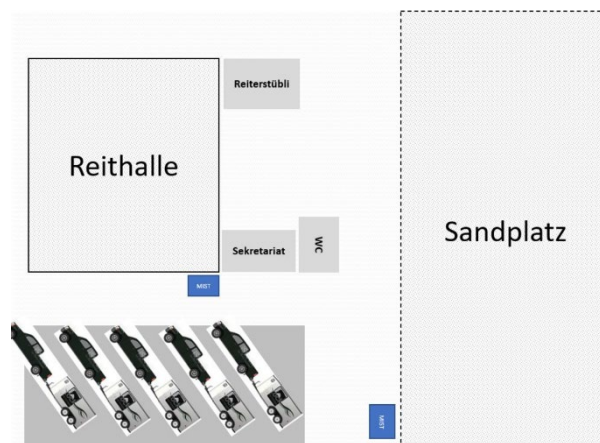 Reiterstübli
Reithalle
Sandplatz
Sekretariat
WC
MIST
MIST